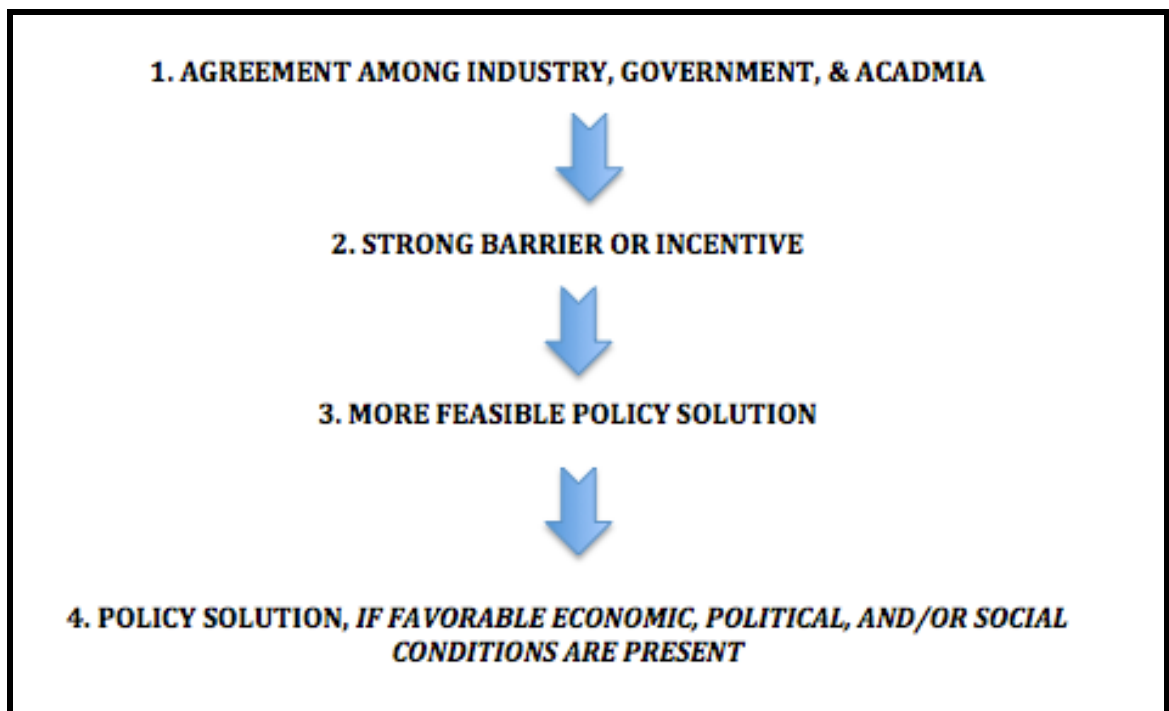 1. AGREEMENT AMONG INDUSTRY, GOVERNMENT, & ACADMIA
2. STRONG BARRIER OR INCENTIVE
3. MORE FEASIBLE POLICY SOLUTION
4. POLICY SOLUTION, IF FAVORABLE ECONOMIC, POLITICAL, AND/OR SOCIAL
CONDITIONS ARE PRESENT